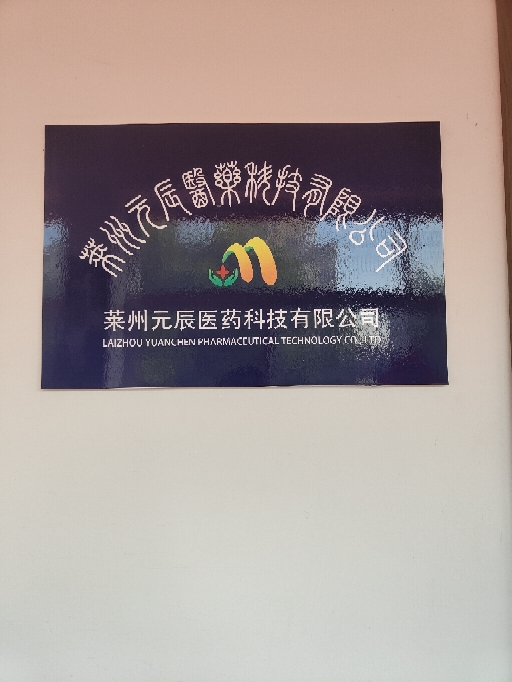 莱州元辰醫藥科技有限公司
莱州元辰医药科技有限公司
LAIZHOU YUANCHEN PHARMACEUTICAL TECHNOLOGY CO., LTD